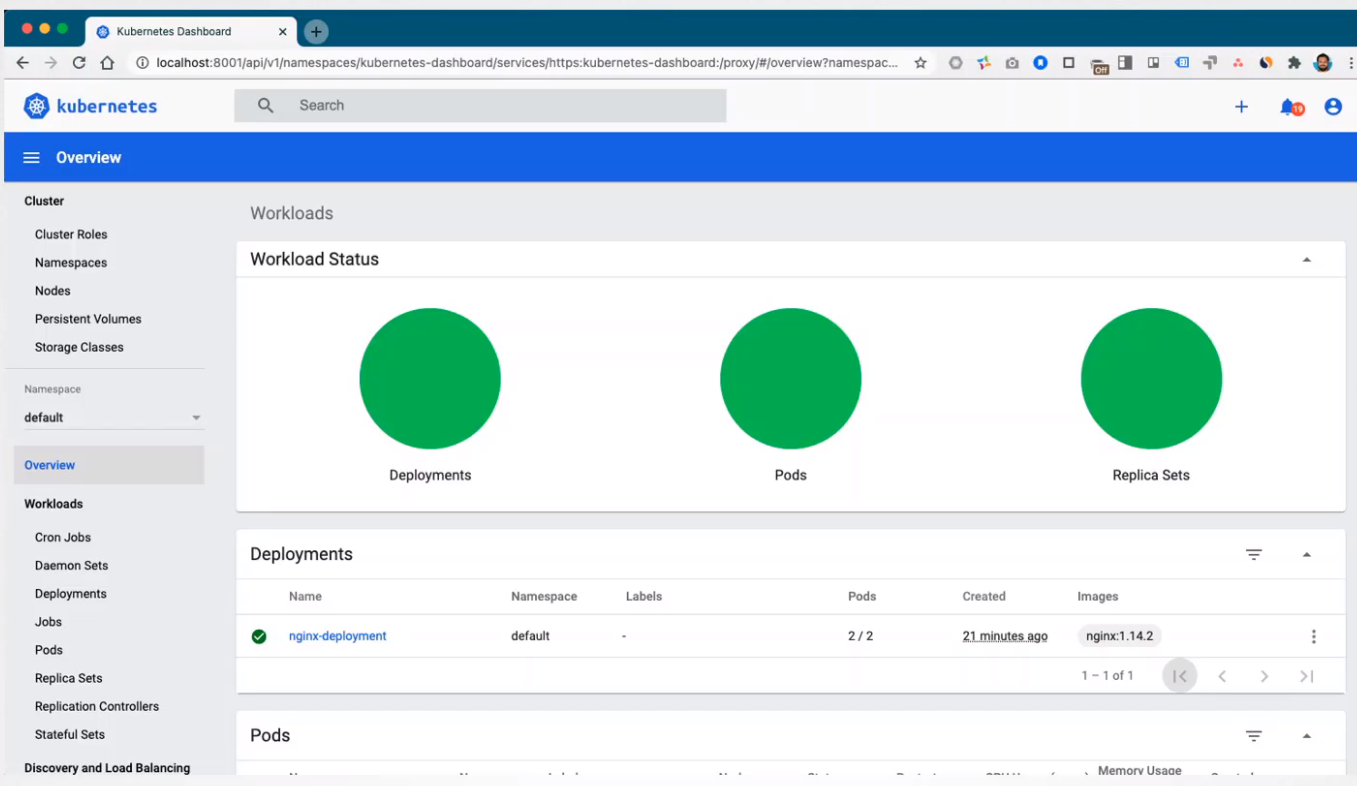 Kubernetes Dashboard
localhost:8001/api/v1/namespaces/kubernetes-dashboard/services/https:kubernetes-dashboard:/proxy/#/overview?namespac...
Off
kubernetes
Search
19
Overview
Cluster
Cluster Roles
Namespaces
Nodes
Persistent Volumes
Storage Classes
Namespace
default
Overview
Workloads
Cron Jobs
Daemon Sets
Deployments
Jobs
Pods
Replica Sets
Replication Controllers
Stateful Sets
Discovery and Load Balancing
Workloads
Workload Status
Deployments Pods Replica Sets
Deployments
Name Namespace Labels Pods Created Images
nginx-deployment default - 2 / 2 21 minutes ago nginx:1.14.2
1 – 1 of 1
Pods
Memory Usage